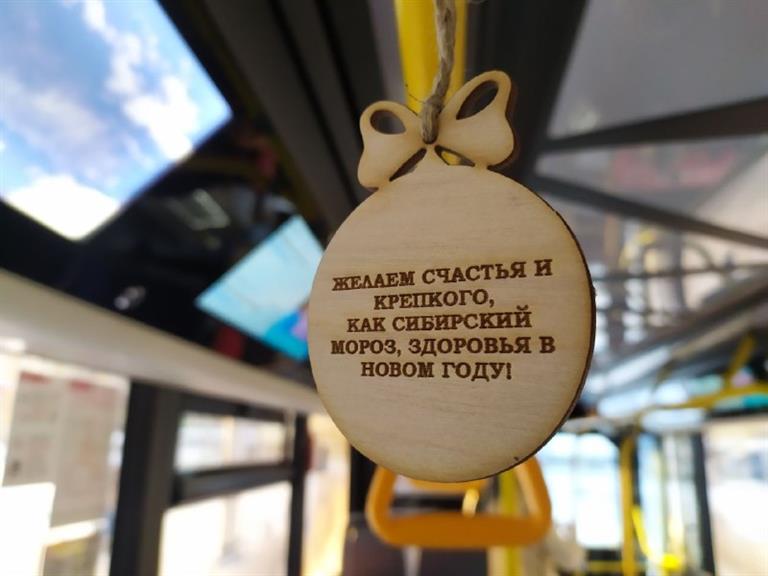 ЖЕЛАЕМ СЧАСТЬЯ И
КРЕПКОГО,
КАК СИБИРСКИЙ
МОРОЗ, ЗДОРОВЬЯ В
НОВОМ ГОДУ!